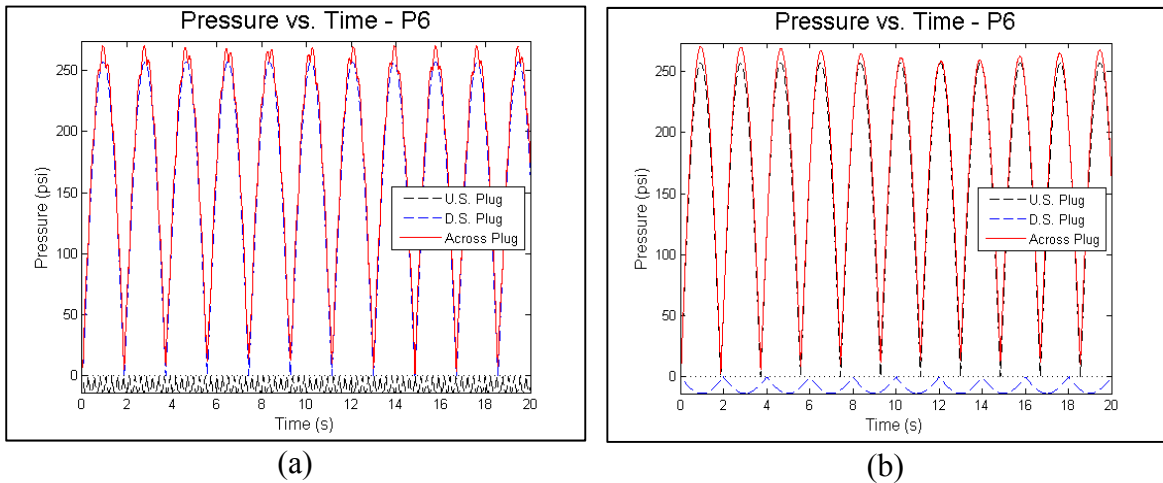 Pressure vs. Time - P6
Pressure (psi)
250
200
150
100
50
0
U.S. Plug
D.S. Plug
Across Plug
0 2 4 6 8 10 12 14 16 18 20
Time (s)
(a)
Pressure vs. Time - P6
Pressure (psi)
250
200
150
100
50
0
U.S. Plug
D.S. Plug
Across Plug
0 2 4 6 8 10 12 14 16 18 20
Time (s)
(b)